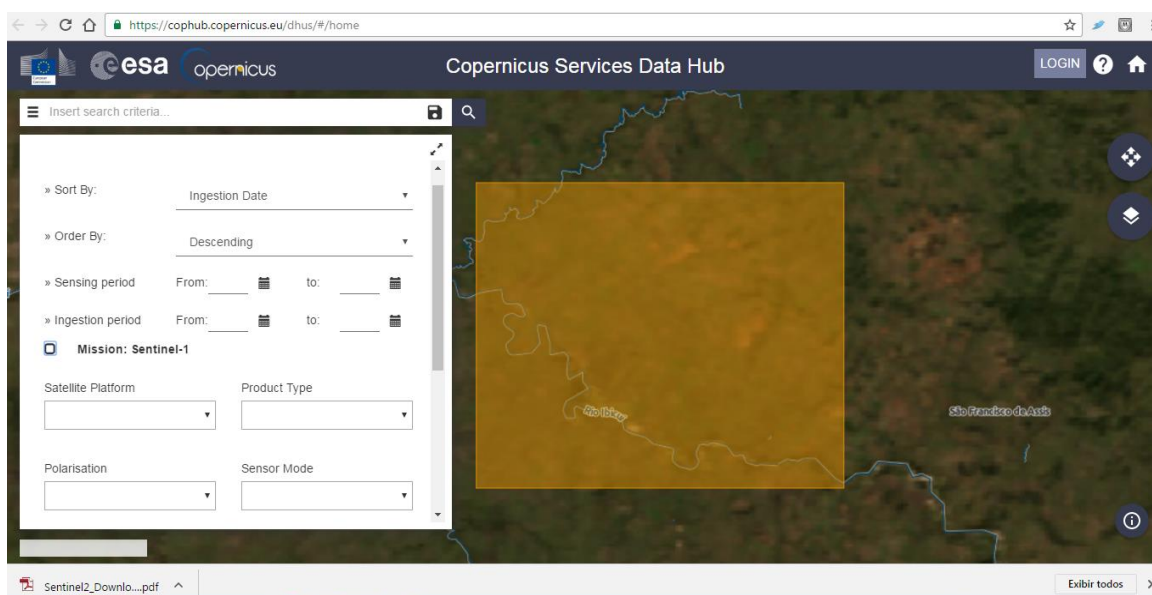 https://cophub.copernicus.eu/dhus/#/home
esa
opernicus
Copernicus Services Data Hub
LOGIN
?
Insert search criteria...
» Sort By:
Ingestion Date
» Order By:
Descending
» Sensing period From: to:
» Ingestion period From: to:
Mission: Sentinel-1
Satellite Platform Product Type
Polarisation Sensor Mode
Rio Ibicuy
São Francisco de Assis
Sentinel2_Downlo....pdf
Exibir todos